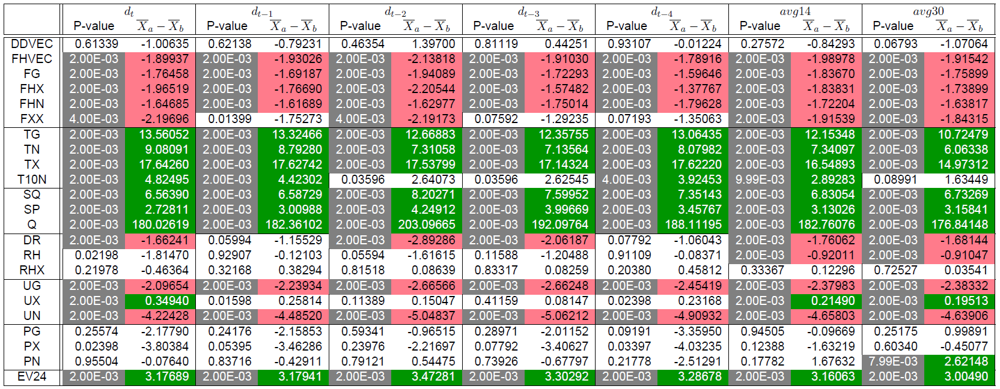 d_t d_{t−1} d_{t−2} d_{t−3} d_{t−4} avg14 avg30
P-value X̅_a − X̅_b P-value X̅_a − X̅_b P-value X̅_a − X̅_b P-value X̅_a − X̅_b P-value X̅_a − X̅_b P-value X̅_a − X̅_b P-value X̅_a − X̅_b
DDVEC 0.61339 -1.00635 0.62138 -0.79231 0.46354 1.39700 0.81119 0.44251 0.93107 -0.01224 0.27572 -0.84293 0.06793 -1.07064
FHVEC 2.00E-03 -1.89937 2.00E-03 -1.93026 2.00E-03 -2.13818 2.00E-03 -1.91030 2.00E-03 -1.78916 2.00E-03 -1.98978 2.00E-03 -1.91542
FG 2.00E-03 -1.76458 2.00E-03 -1.69187 2.00E-03 -1.94089 2.00E-03 -1.72293 2.00E-03 -1.59646 2.00E-03 -1.83670 2.00E-03 -1.75899
FHX 2.00E-03 -1.96519 2.00E-03 -1.76690 2.00E-03 -2.20544 2.00E-03 -1.57482 2.00E-03 -1.37767 2.00E-03 -1.83831 2.00E-03 -1.73899
FHN 2.00E-03 -1.64685 2.00E-03 -1.61689 2.00E-03 -1.62977 2.00E-03 -1.75014 2.00E-03 -1.79628 2.00E-03 -1.72204 2.00E-03 -1.63817
FXX 4.00E-03 -2.19696 0.01399 -1.75273 4.00E-03 -2.19173 0.07592 -1.29235 0.07193 -1.35063 2.00E-03 -1.91539 2.00E-03 -1.84315
TG 2.00E-03 13.56052 2.00E-03 13.32466 2.00E-03 12.66883 2.00E-03 12.35755 2.00E-03 13.06435 2.00E-03 12.15348 2.00E-03 10.72479
TN 2.00E-03 9.08091 2.00E-03 8.79280 2.00E-03 7.31058 2.00E-03 7.13564 2.00E-03 8.07982 2.00E-03 7.34097 2.00E-03 6.06338
TX 2.00E-03 17.64260 2.00E-03 17.62742 2.00E-03 17.53799 2.00E-03 17.14324 2.00E-03 17.62220 2.00E-03 16.54893 2.00E-03 14.97312
T10N 2.00E-03 4.82495 2.00E-03 4.42302 0.03596 2.64073 0.03596 2.62545 4.00E-03 3.92453 9.99E-03 2.89283 0.08991 1.63449
SQ 2.00E-03 6.56390 2.00E-03 6.58729 2.00E-03 8.20271 2.00E-03 7.59952 2.00E-03 7.35143 2.00E-03 6.83054 2.00E-03 6.73269
SP 2.00E-03 2.72811 2.00E-03 3.00988 2.00E-03 4.24912 2.00E-03 3.99669 2.00E-03 3.45767 2.00E-03 3.13026 2.00E-03 3.15841
Q 2.00E-03 180.02619 2.00E-03 182.36102 2.00E-03 203.09665 2.00E-03 192.09764 2.00E-03 188.11195 2.00E-03 182.76076 2.00E-03 176.84148
DR 2.00E-03 -1.66241 0.05994 -1.15529 2.00E-03 -2.89286 2.00E-03 -2.06187 0.07792 -1.06043 2.00E-03 -1.76062 2.00E-03 -1.68144
RH 0.02198 -1.81470 0.92907 -0.12103 0.05594 -1.61615 0.11588 -1.20488 0.91109 -0.08371 2.00E-03 -0.92011 2.00E-03 -0.91047
RHX 0.21978 -0.46364 0.32168 0.38294 0.81518 0.08639 0.83317 0.08259 0.20380 0.45812 0.33367 0.12296 0.72527 0.03541
UG 2.00E-03 -2.09654 2.00E-03 -2.23934 2.00E-03 -2.66566 2.00E-03 -2.66248 2.00E-03 -2.45419 2.00E-03 -2.37983 2.00E-03 -2.38332
UX 2.00E-03 0.34940 0.01598 0.25814 0.11389 0.15047 0.41159 0.08147 0.02398 0.23168 2.00E-03 0.21490 2.00E-03 0.19513
UN 2.00E-03 -4.22428 2.00E-03 -4.48520 2.00E-03 -5.04837 2.00E-03 -5.06212 2.00E-03 -4.90932 2.00E-03 -4.65803 2.00E-03 -4.63906
PG 0.25574 -2.17790 0.24176 -2.15853 0.59341 -0.96515 0.28971 -2.01152 0.09191 -3.35950 0.94505 -0.09669 0.25175 0.99891
PX 0.02398 -3.80384 0.05395 -3.46286 0.23976 -2.21697 0.07792 -3.40627 0.03397 -4.03235 0.12388 -1.63219 0.60340 -0.45077
PN 0.95504 -0.07640 0.83716 -0.42911 0.79121 0.54475 0.73926 -0.67797 0.21778 -2.51291 0.17782 1.67632 7.99E-03 2.62148
EV24 2.00E-03 3.17689 2.00E-03 3.17941 2.00E-03 3.47281 2.00E-03 3.30292 2.00E-03 3.28678 2.00E-03 3.16063 2.00E-03 3.00490